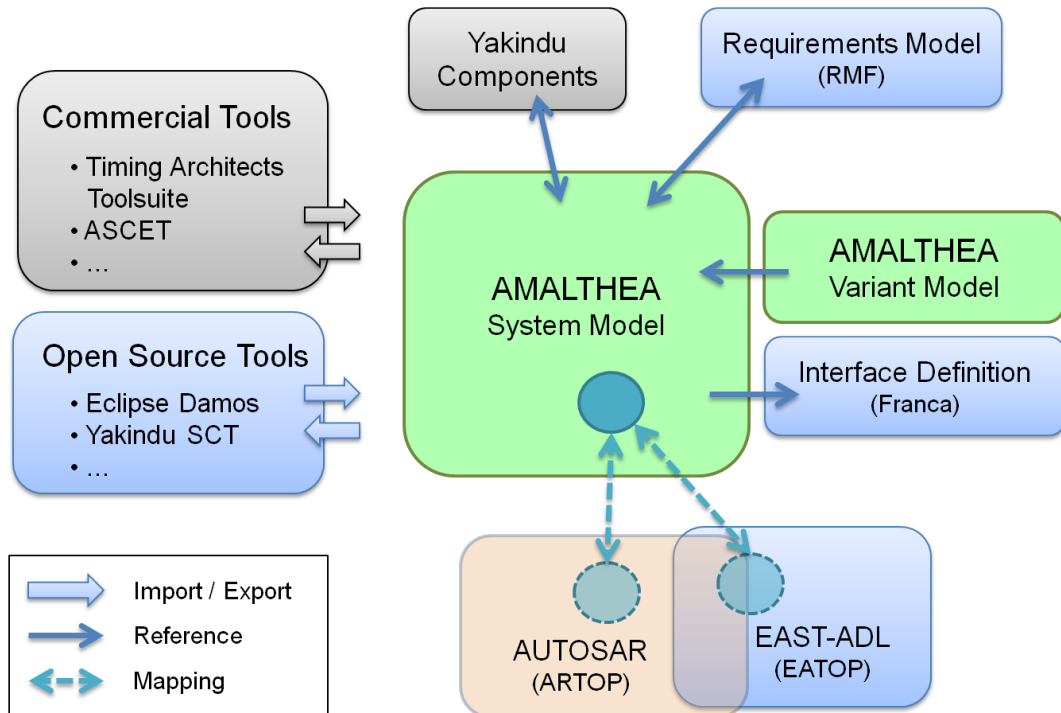 Yakindu
Components
Requirements Model
(RMF)
Commercial Tools
• Timing Architects
Toolsuite
• ASCET
• ...
AMALTHEA
System Model
AMALTHEA
Variant Model
Open Source Tools
• Eclipse Damos
• Yakindu SCT
• ...
Interface Definition
(Franca)
Import / Export
Reference
Mapping
AUTOSAR
(ARTOP)
EAST-ADL
(EATOP)